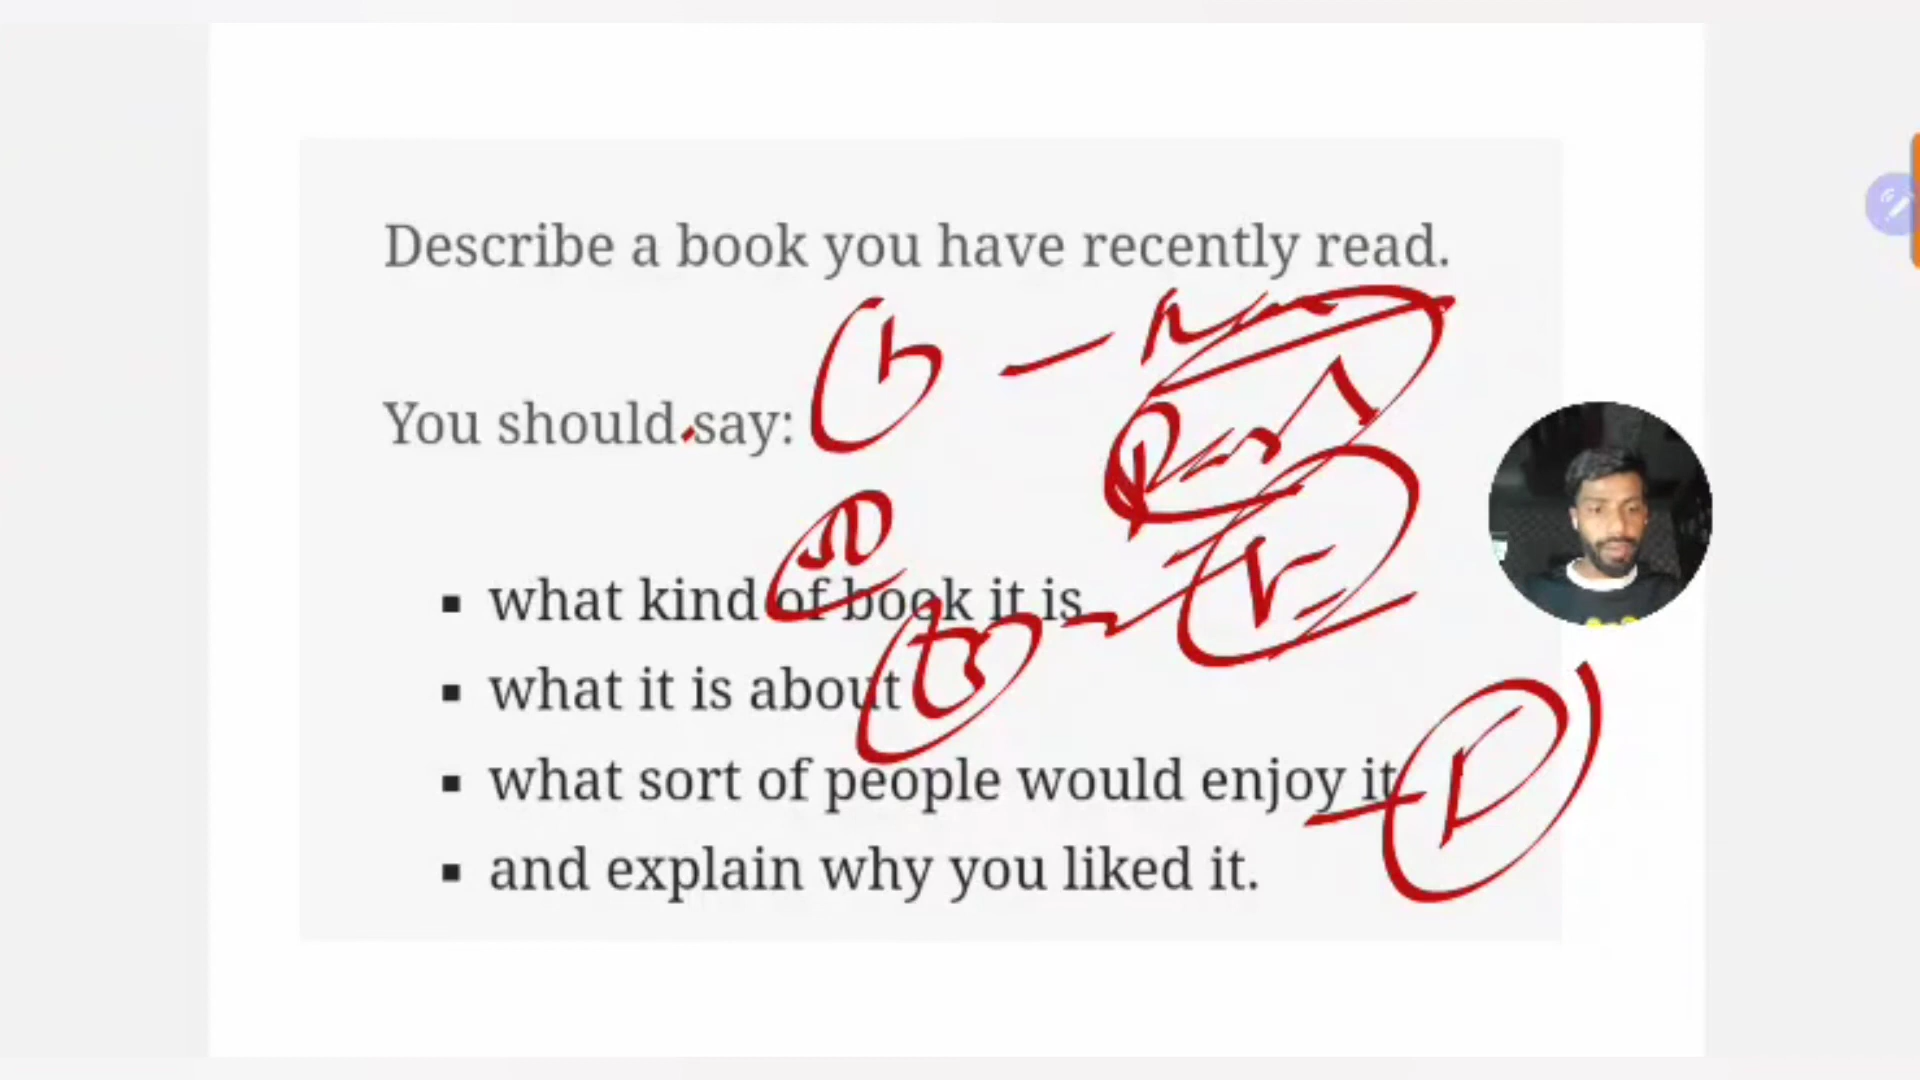 Describe a book you have recently read.
You should say:
▪ what kind of book it is
▪ what it is about
▪ what sort of people would enjoy it
▪ and explain why you liked it.